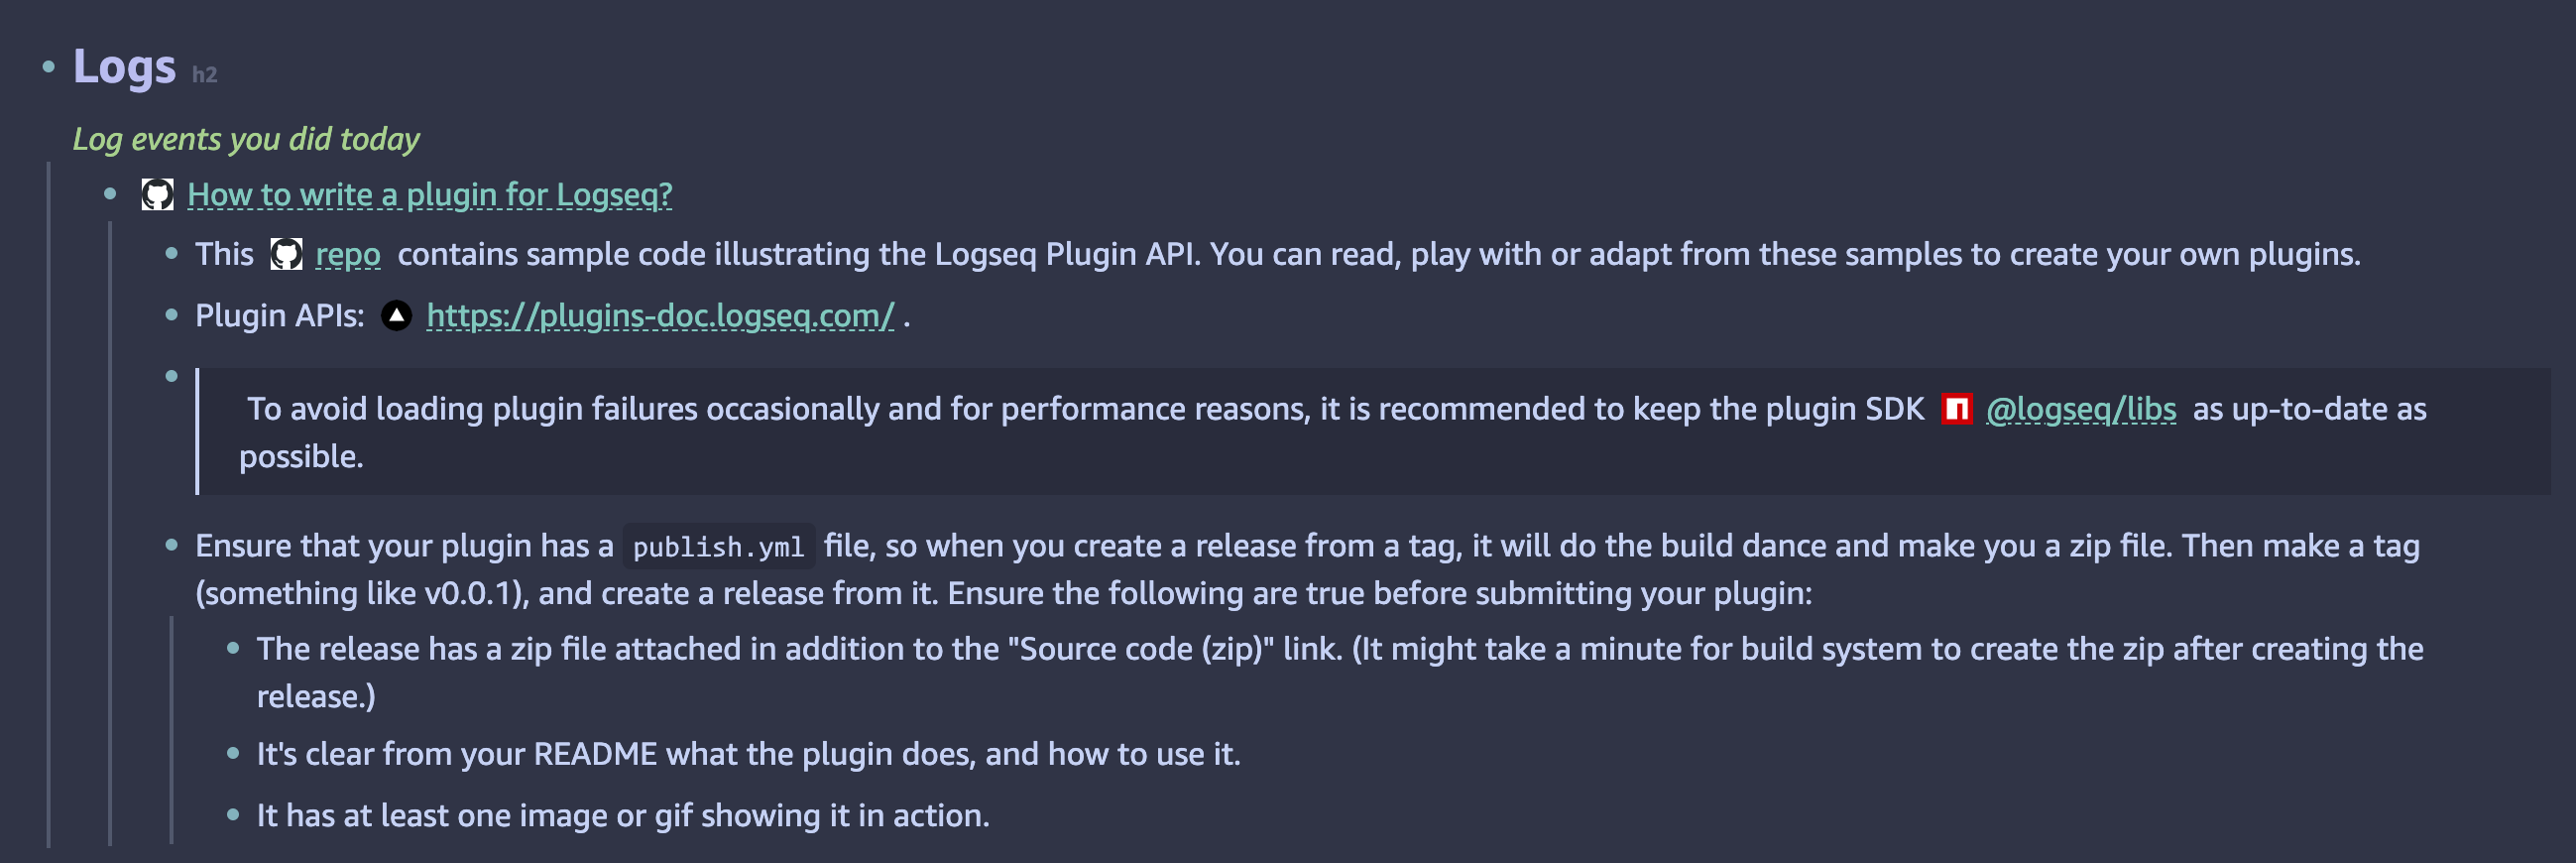 Logs h2
Log events you did today
How to write a plugin for Logseq?
This repo contains sample code illustrating the Logseq Plugin API. You can read, play with or adapt from these samples to create your own plugins.
Plugin APIs: https://plugins-doc.logseq.com/ .
To avoid loading plugin failures occasionally and for performance reasons, it is recommended to keep the plugin SDK @logseq/libs as up-to-date as
possible.
Ensure that your plugin has a publish.yml file, so when you create a release from a tag, it will do the build dance and make you a zip file. Then make a tag
(something like v0.0.1), and create a release from it. Ensure the following are true before submitting your plugin:
The release has a zip file attached in addition to the "Source code (zip)" link. (It might take a minute for build system to create the zip after creating the
release.)
It's clear from your README what the plugin does, and how to use it.
It has at least one image or gif showing it in action.